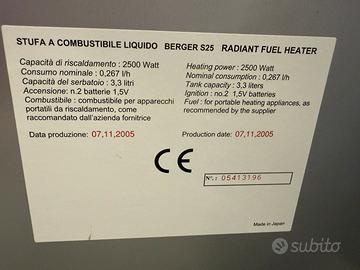 STUFA A COMBUSTIBILE LIQUIDO BERGER S25 RADIANT FUEL HEATER
Capacità di riscaldamento: 2500 Watt
Consumo nominale : 0,267 l/h
Capacità del serbatoio : 3,3 litri
Accensione: n.2 batterie 1,5V
Combustibile : combustibile per apparecchi
portatili da riscaldamento, come
raccomandato dall'azienda fornitrice
Heating power : 2500 Watt
Nominal consumption : 0,267 l/h
Tank capacity : 3,3 liters
Ignition: no.2 1,5V batteries
Fuel : for portable heating appliances, as
recommended by the supplier
Data produzione: 07,11,2005
Production date : 07,11,2005
CE
N°.: 05413196
Made in Japan
subito